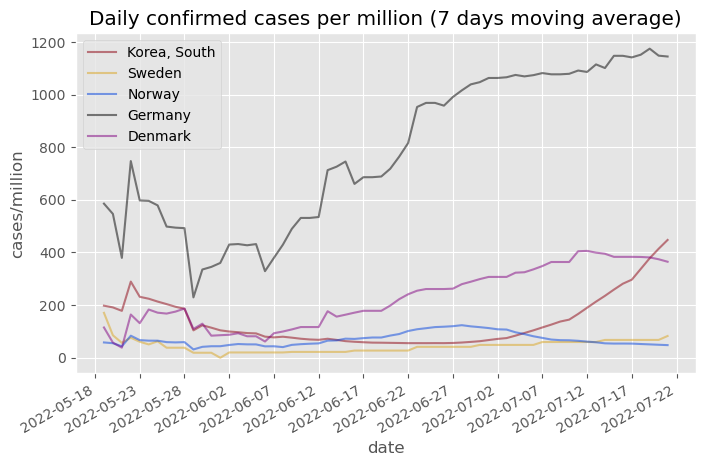 Daily confirmed cases per million (7 days moving average)
1200
1000
800
600
400
200
0
cases/million
Korea, South
Sweden
Norway
Germany
Denmark
2022-05-18
2022-05-23
2022-05-28
2022-06-02
2022-06-07
2022-06-12
2022-06-17
2022-06-22
2022-06-27
2022-07-02
2022-07-07
2022-07-12
2022-07-17
2022-07-22
date